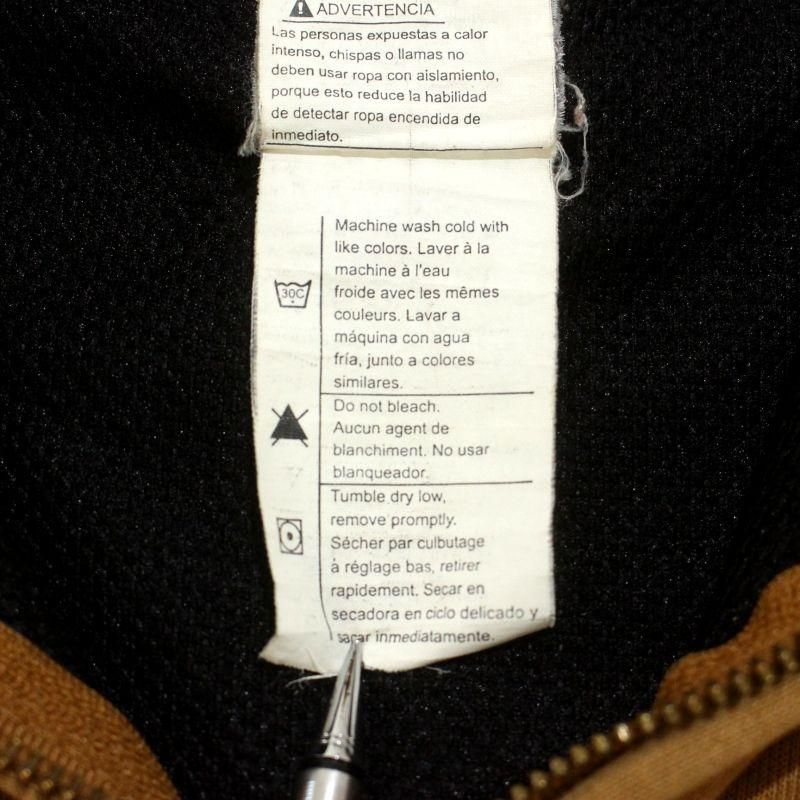 ADVERTENCIA
Las personas expuestas a calor
intenso, chispas o llamas no
deben usar ropa con aislamiento,
porque esto reduce la habilidad
de detectar ropa encendida de
inmediato.
Machine wash cold with
like colors. Laver à la
machine à l'eau
30C
froide avec les mêmes
couleurs. Lavar a
máquina con agua
fría, junto a colores
similares.
Do not bleach.
Aucun agent de
blanchiment. No usar
blanqueador.
Tumble dry low,
remove promptly.
Sécher par culbutage
à réglage bas, retirer
rapidement. Secar en
secadora en ciclo delicado y
sacar inmediatamente.